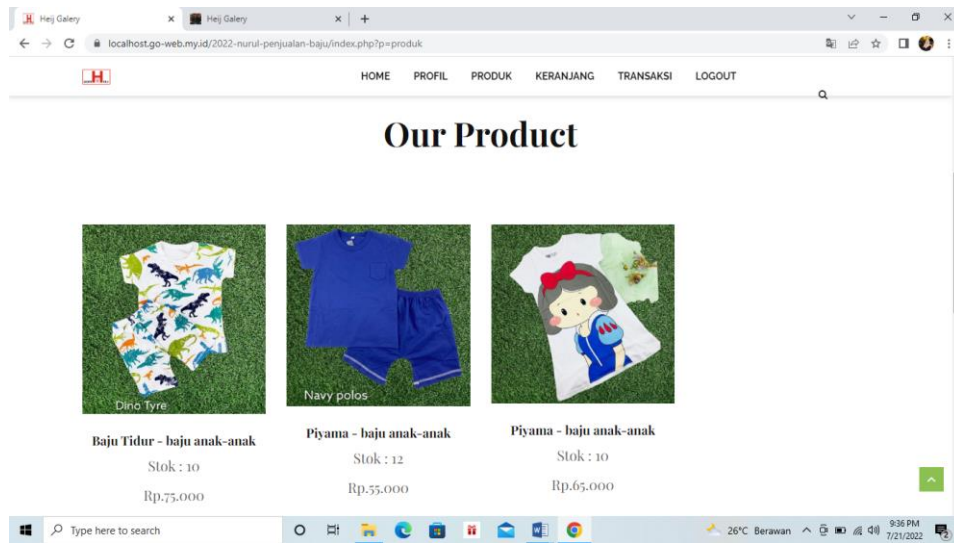 Heij Galery
Heij Galery
localhost.go-web.my.id/2022-nurul-penjualan-baju/index.php?p=produk
H
HOME PROFIL PRODUK KERANJANG TRANSAKSI LOGOUT
Our Product
Dino Tyre
Navy polos
Baju Tidur - baju anak-anak
Stok : 10
Rp.75.000
Piyama - baju anak-anak
Stok : 12
Rp.55.000
Piyama - baju anak-anak
Stok : 10
Rp.65.000
Type here to search
26°C Berawan
9:36 PM
7/21/2022